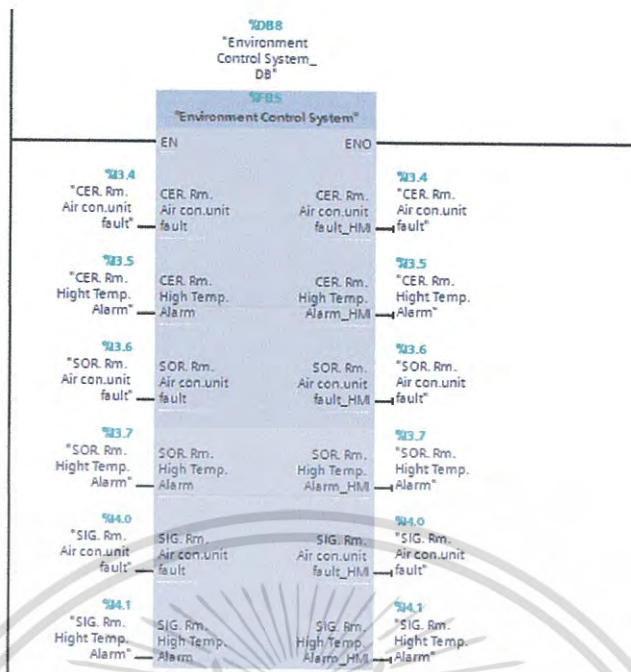 %DB8
"Environment
Control System_
DB"
%FB5
"Environment Control System"
EN ENO
%I3.4 %I3.4
"CER. Rm. CER. Rm. CER. Rm. "CER. Rm.
Air con.unit Air con.unit Air con.unit Air con.unit
fault" fault fault_HMI fault"
%I3.5 %I3.5
"CER. Rm. CER. Rm. CER. Rm. "CER. Rm.
Hight Temp. High Temp. High Temp. Hight Temp.
Alarm" Alarm Alarm_HMI Alarm"
%I3.6 %I3.6
"SOR. Rm. SOR. Rm. SOR. Rm. "SOR. Rm.
Air con.unit Air con.unit Air con.unit Air con.unit
fault" fault fault_HMI fault"
%I3.7 %I3.7
"SOR. Rm. SOR. Rm. SOR. Rm. "SOR. Rm.
Hight Temp. High Temp. High Temp. Hight Temp.
Alarm" Alarm Alarm_HMI Alarm"
%I4.0 %I4.0
"SIG. Rm. SIG. Rm. SIG. Rm. "SIG. Rm.
Air con.unit Air con.unit Air con.unit Air con.unit
fault" fault fault_HMI fault"
%I4.1 %I4.1
"SIG. Rm. SIG. Rm. SIG. Rm. "SIG. Rm.
Hight Temp. High Temp. High Temp. Hight Temp.
Alarm" Alarm Alarm_HMI Alarm"